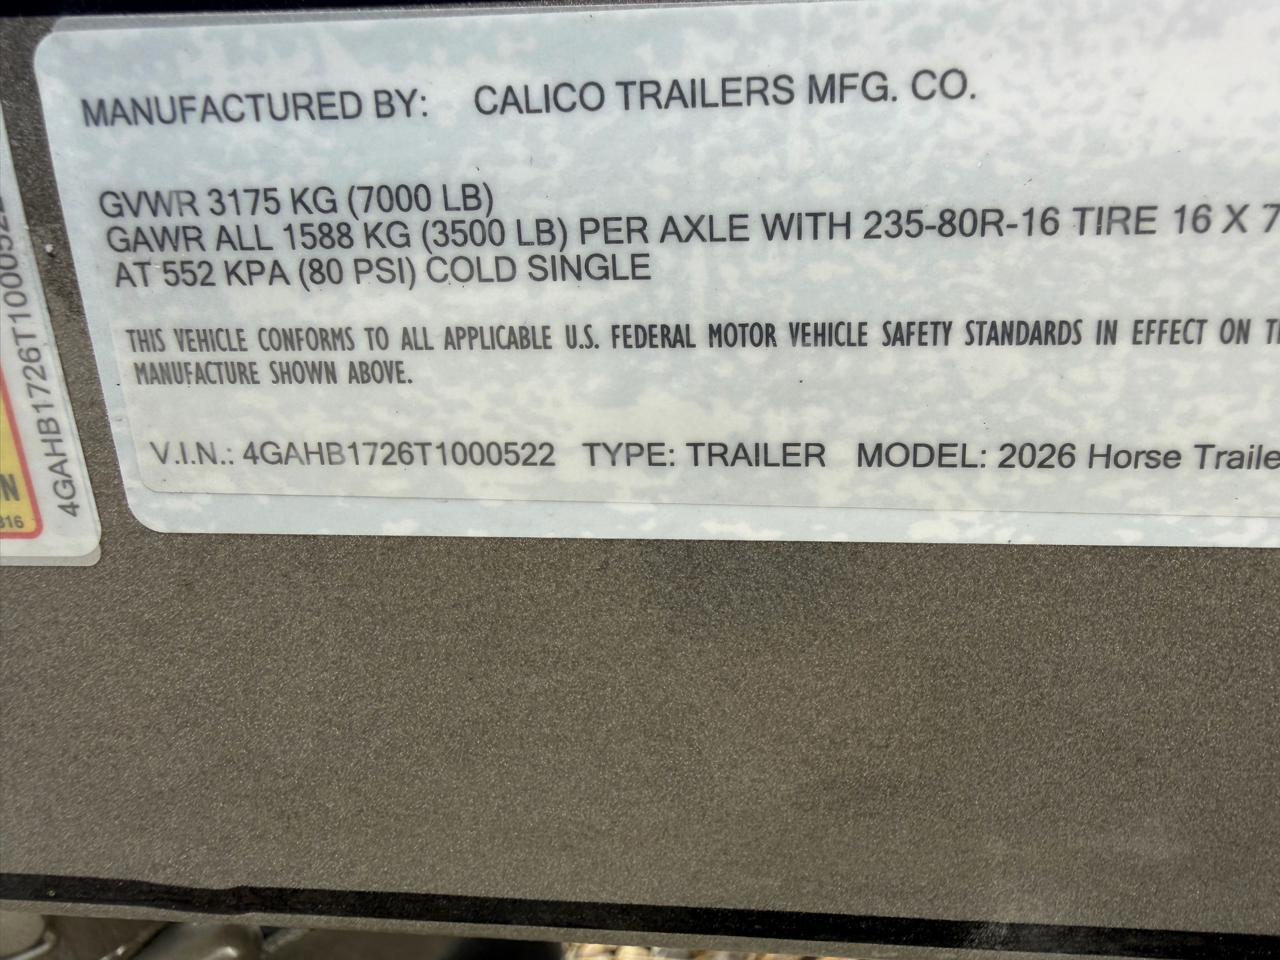 MANUFACTURED BY: CALICO TRAILERS MFG. CO.
GVWR 3175 KG (7000 LB)
GAWR ALL 1588 KG (3500 LB) PER AXLE WITH 235-80R-16 TIRE 16 X 7
AT 552 KPA (80 PSI) COLD SINGLE
THIS VEHICLE CONFORMS TO ALL APPLICABLE U.S. FEDERAL MOTOR VEHICLE SAFETY STANDARDS IN EFFECT ON
MANUFACTURE SHOWN ABOVE.
V.I.N.: 4GAHB1726T1000522 TYPE: TRAILER MODEL: 2026 Horse
4GAHB1726T1000522